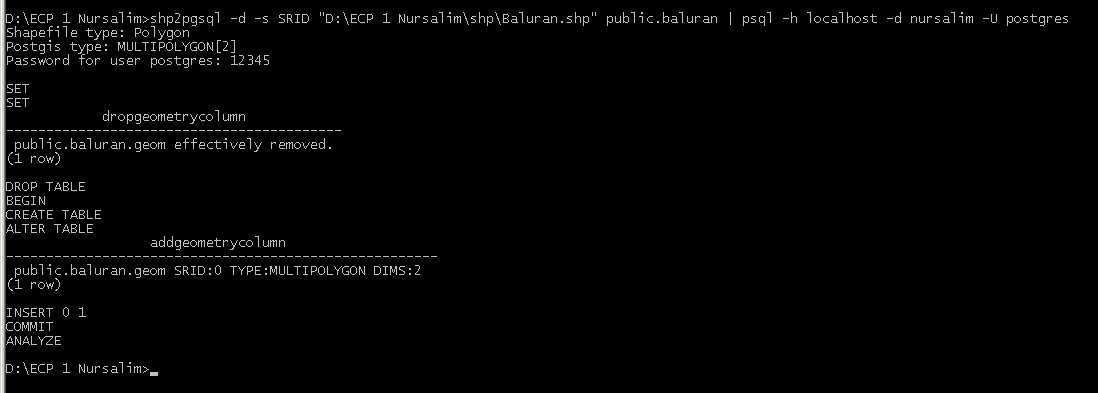 D:\ECP 1 Nursalim>shp2pgsql -d -s SRID "D:\ECP 1 Nursalim\shp\Baluran.shp" public.baluran | psql -h localhost -d nursalim -U postgres
Shapefile type: Polygon
Postgis type: MULTIPOLYGON[2]
Password for user postgres: 12345
SET
SET
dropgeometrycolumn
------------------------------------------
public.baluran.geom effectively removed.
(1 row)
DROP TABLE
BEGIN
CREATE TABLE
ALTER TABLE
addgeometrycolumn
------------------------------------------------------
public.baluran.geom SRID:0 TYPE:MULTIPOLYGON DIMS:2
(1 row)
INSERT 0 1
COMMIT
ANALYZE
D:\ECP 1 Nursalim>_